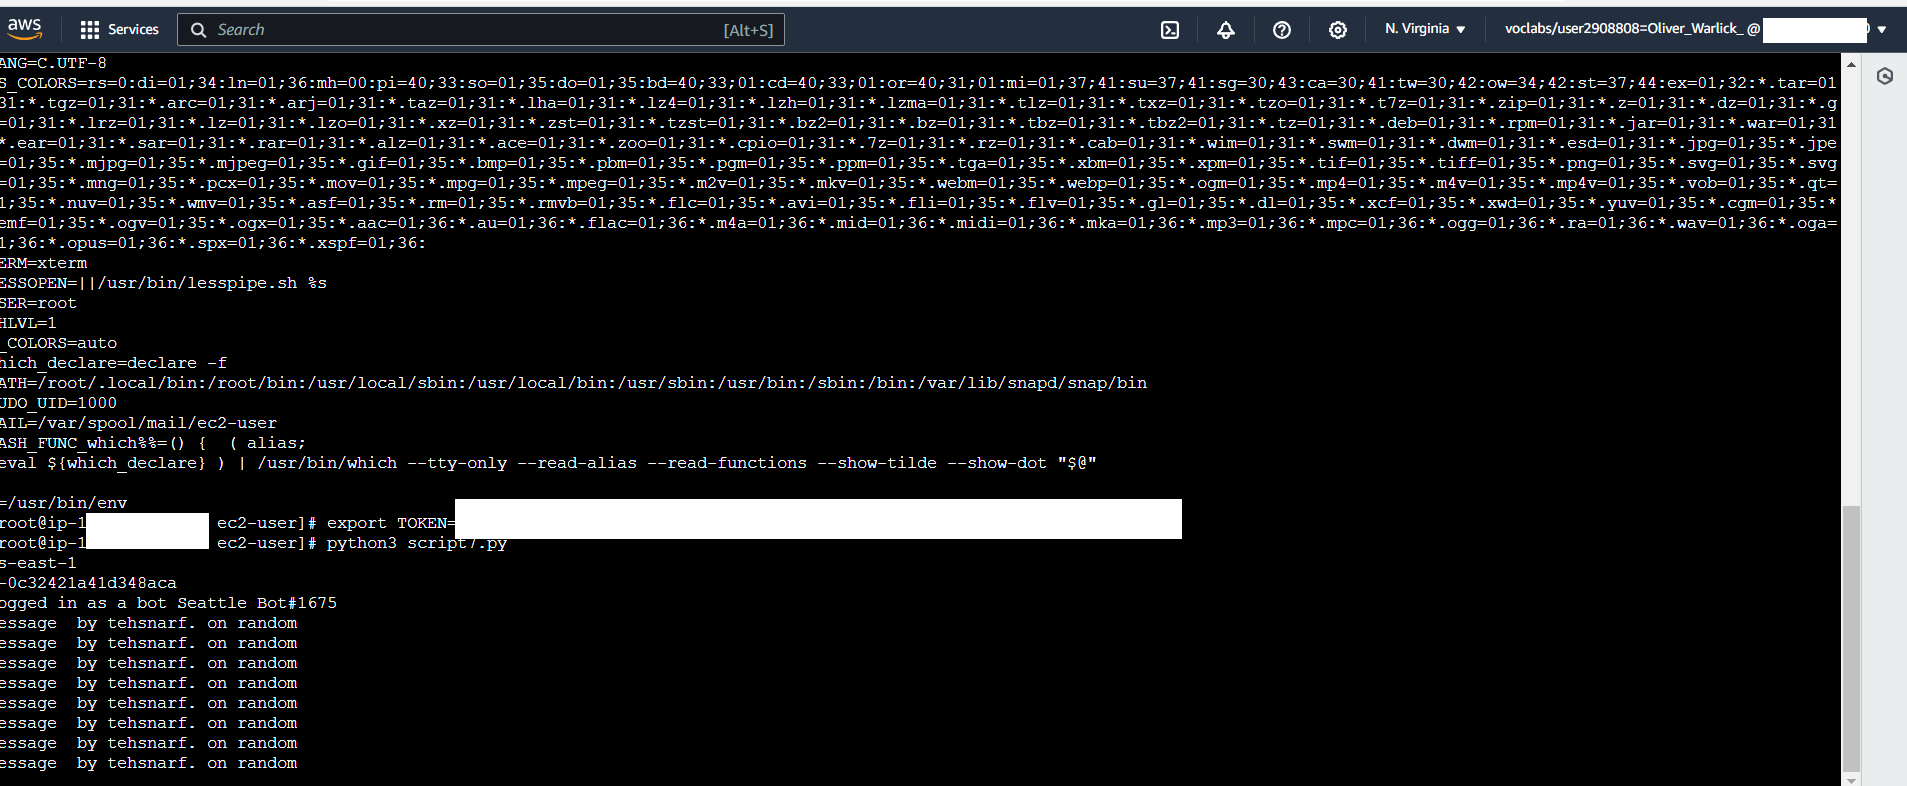 aws Services Search [Alt+S] N. Virginia voclabs/user2908808=Oliver_Warlick_ @
ANG=C.UTF-8
S_COLORS=rs=0:di=01;34:ln=01;36:mh=00:pi=40;33:so=01;35:do=01;35:bd=40;33;01:cd=40;33;01:or=40;31;01:mi=01;37;41:su=37;41:sg=30;43:ca=30;41:tw=30;42:ow=34;42:st=37;44:ex=01;32:*.tar=01
31:*.tgz=01;31:*.arc=01;31:*.arj=01;31:*.taz=01;31:*.lha=01;31:*.lz4=01;31:*.lzh=01;31:*.lzma=01;31:*.tlz=01;31:*.txz=01;31:*.tzo=01;31:*.t7z=01;31:*.zip=01;31:*.z=01;31:*.dz=01;31:*.g
=01;31:*.lrz=01;31:*.lz=01;31:*.lzo=01;31:*.xz=01;31:*.zst=01;31:*.tzst=01;31:*.bz2=01;31:*.bz=01;31:*.tbz=01;31:*.tbz2=01;31:*.tz=01;31:*.deb=01;31:*.rpm=01;31:*.jar=01;31:*.war=01;31
*.ear=01;31:*.sar=01;31:*.rar=01;31:*.alz=01;31:*.ace=01;31:*.zoo=01;31:*.cpio=01;31:*.7z=01;31:*.rz=01;31:*.cab=01;31:*.wim=01;31:*.swm=01;31:*.dwm=01;31:*.esd=01;31:*.jpg=01;35:*.jpe
=01;35:*.mjpg=01;35:*.mjpeg=01;35:*.gif=01;35:*.bmp=01;35:*.pbm=01;35:*.pgm=01;35:*.ppm=01;35:*.tga=01;35:*.xbm=01;35:*.xpm=01;35:*.tif=01;35:*.tiff=01;35:*.png=01;35:*.svg=01;35:*.svg
=01;35:*.mng=01;35:*.pcx=01;35:*.mov=01;35:*.mpg=01;35:*.mpeg=01;35:*.m2v=01;35:*.mkv=01;35:*.webm=01;35:*.webp=01;35:*.ogm=01;35:*.mp4=01;35:*.m4v=01;35:*.mp4v=01;35:*.vob=01;35:*.qt=
1;35:*.nuv=01;35:*.wmv=01;35:*.asf=01;35:*.rm=01;35:*.rmvb=01;35:*.flc=01;35:*.avi=01;35:*.fli=01;35:*.flv=01;35:*.gl=01;35:*.dl=01;35:*.xcf=01;35:*.xwd=01;35:*.yuv=01;35:*.cgm=01;35:*
emf=01;35:*.ogv=01;35:*.ogx=01;35:*.aac=01;36:*.au=01;36:*.flac=01;36:*.m4a=01;36:*.mid=01;36:*.midi=01;36:*.mka=01;36:*.mp3=01;36:*.mpc=01;36:*.ogg=01;36:*.ra=01;36:*.wav=01;36:*.oga=
1;36:*.opus=01;36:*.spx=01;36:*.xspf=01;36:
ERM=xterm
ESSOPEN=||/usr/bin/lesspipe.sh %s
SER=root
HLVL=1
_COLORS=auto
hich_declare=declare -f
ATH=/root/.local/bin:/root/bin:/usr/local/sbin:/usr/local/bin:/usr/sbin:/usr/bin:/sbin:/bin:/var/lib/snapd/snap/bin
UDO_UID=1000
AIL=/var/spool/mail/ec2-user
ASH_FUNC_which%%=() {  ( alias;
eval ${which_declare} ) | /usr/bin/which --tty-only --read-alias --read-functions --show-tilde --show-dot "$@"
=/usr/bin/env
root@ip-1 ec2-user]# export TOKEN=
root@ip-1 ec2-user]# python3 script7.py
s-east-1
-0c32421a41d348aca
ogged in as a bot Seattle Bot#1675
essage  by tehsnarf. on random
essage  by tehsnarf. on random
essage  by tehsnarf. on random
essage  by tehsnarf. on random
essage  by tehsnarf. on random
essage  by tehsnarf. on random
essage  by tehsnarf. on random
essage  by tehsnarf. on random